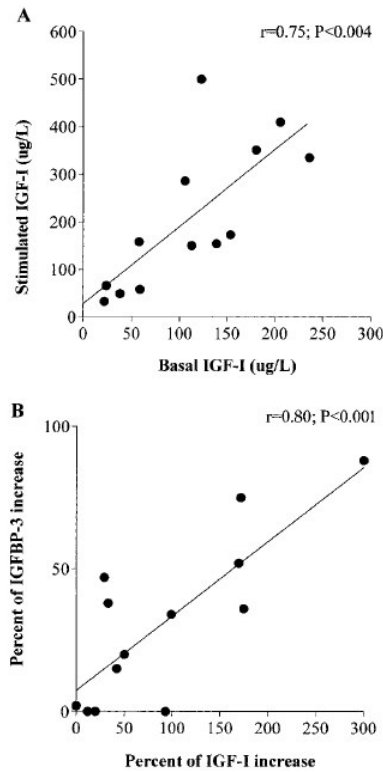 A
r=0.75; P<0.004
600
500
400
300
200
100
0
Stimulated IGF-I (ug/L)
0 50 100 150 200 250 300
Basal IGF-I (ug/L)
B
r=0.80; P<0.001
100
50
0
Percent of IGFBP-3 increase
0 50 100 150 200 250 300
Percent of IGF-I increase